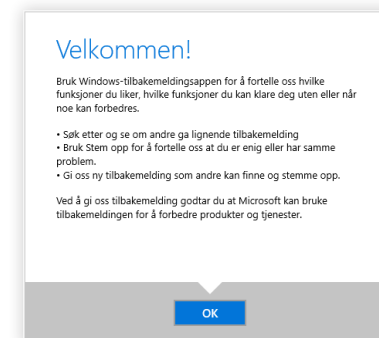 Velkommen!
Bruk Windows-tilbakemeldingsappen for å fortelle oss hvilke
funksjoner du liker, hvilke funksjoner du kan klare deg uten eller når
noe kan forbedres.
• Søk etter og se om andre ga lignende tilbakemelding
• Bruk Stem opp for å fortelle oss at du er enig eller har samme
problem.
• Gi oss ny tilbakemelding som andre kan finne og stemme opp.
Ved å gi oss tilbakemelding godtar du at Microsoft kan bruke
tilbakemeldingen for å forbedre produkter og tjenester.
OK